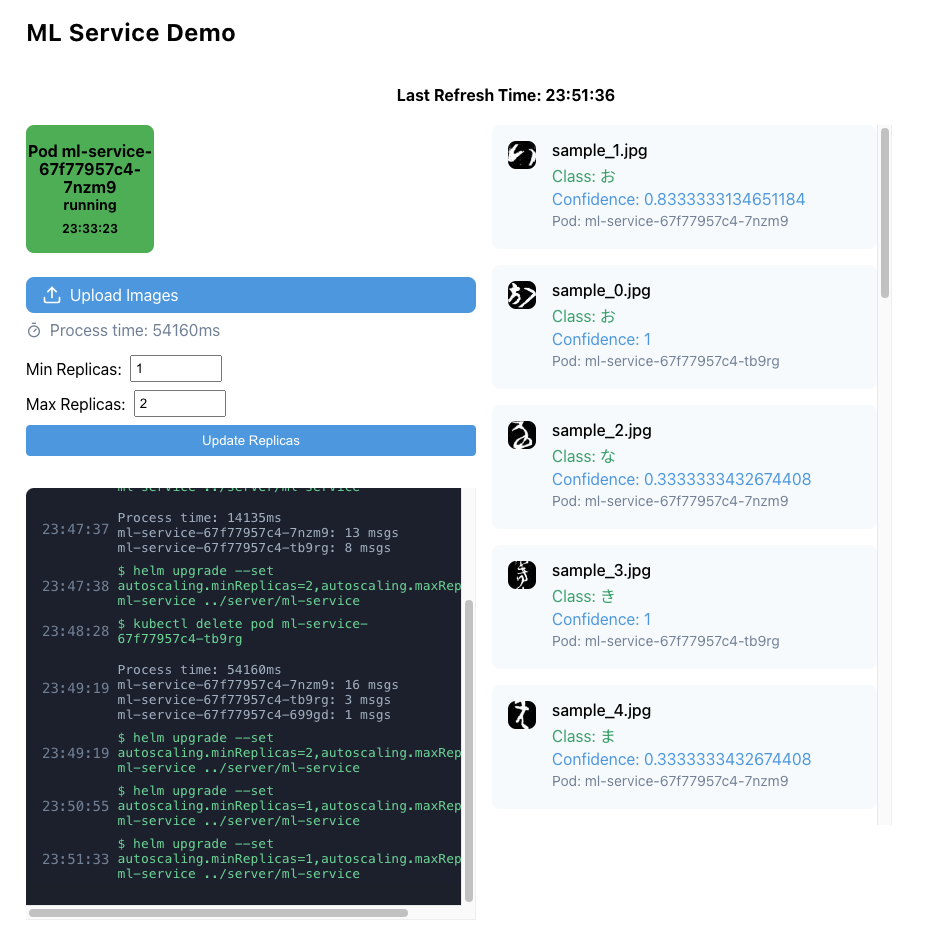 ML Service Demo
Last Refresh Time: 23:51:36
Pod ml-service-
67f77957c4-
7nzm9
running
23:33:23
Upload Images
Process time: 54160ms
Min Replicas: 1
Max Replicas: 2
Update Replicas
ml-service ../server/ml-service
23:47:37
Process time: 14135ms
ml-service-67f77957c4-7nzm9: 13 msgs
ml-service-67f77957c4-tb9rg: 8 msgs
23:47:38
$ helm upgrade --set
autoscaling.minReplicas=2,autoscaling.maxRep
ml-service ../server/ml-service
23:48:28
$ kubectl delete pod ml-service-
67f77957c4-tb9rg
23:49:19
Process time: 54160ms
ml-service-67f77957c4-7nzm9: 16 msgs
ml-service-67f77957c4-tb9rg: 3 msgs
ml-service-67f77957c4-699gd: 1 msgs
23:49:19
$ helm upgrade --set
autoscaling.minReplicas=2,autoscaling.maxRep
ml-service ../server/ml-service
23:50:55
$ helm upgrade --set
autoscaling.minReplicas=1,autoscaling.maxRep
ml-service ../server/ml-service
23:51:33
$ helm upgrade --set
autoscaling.minReplicas=1,autoscaling.maxRep
ml-service ../server/ml-service
sample_1.jpg
Class: お
Confidence: 0.8333333134651184
Pod: ml-service-67f77957c4-7nzm9
sample_0.jpg
Class: お
Confidence: 1
Pod: ml-service-67f77957c4-tb9rg
sample_2.jpg
Class: な
Confidence: 0.3333333432674408
Pod: ml-service-67f77957c4-7nzm9
sample_3.jpg
Class: き
Confidence: 1
Pod: ml-service-67f77957c4-tb9rg
sample_4.jpg
Class: ま
Confidence: 0.3333333432674408
Pod: ml-service-67f77957c4-7nzm9